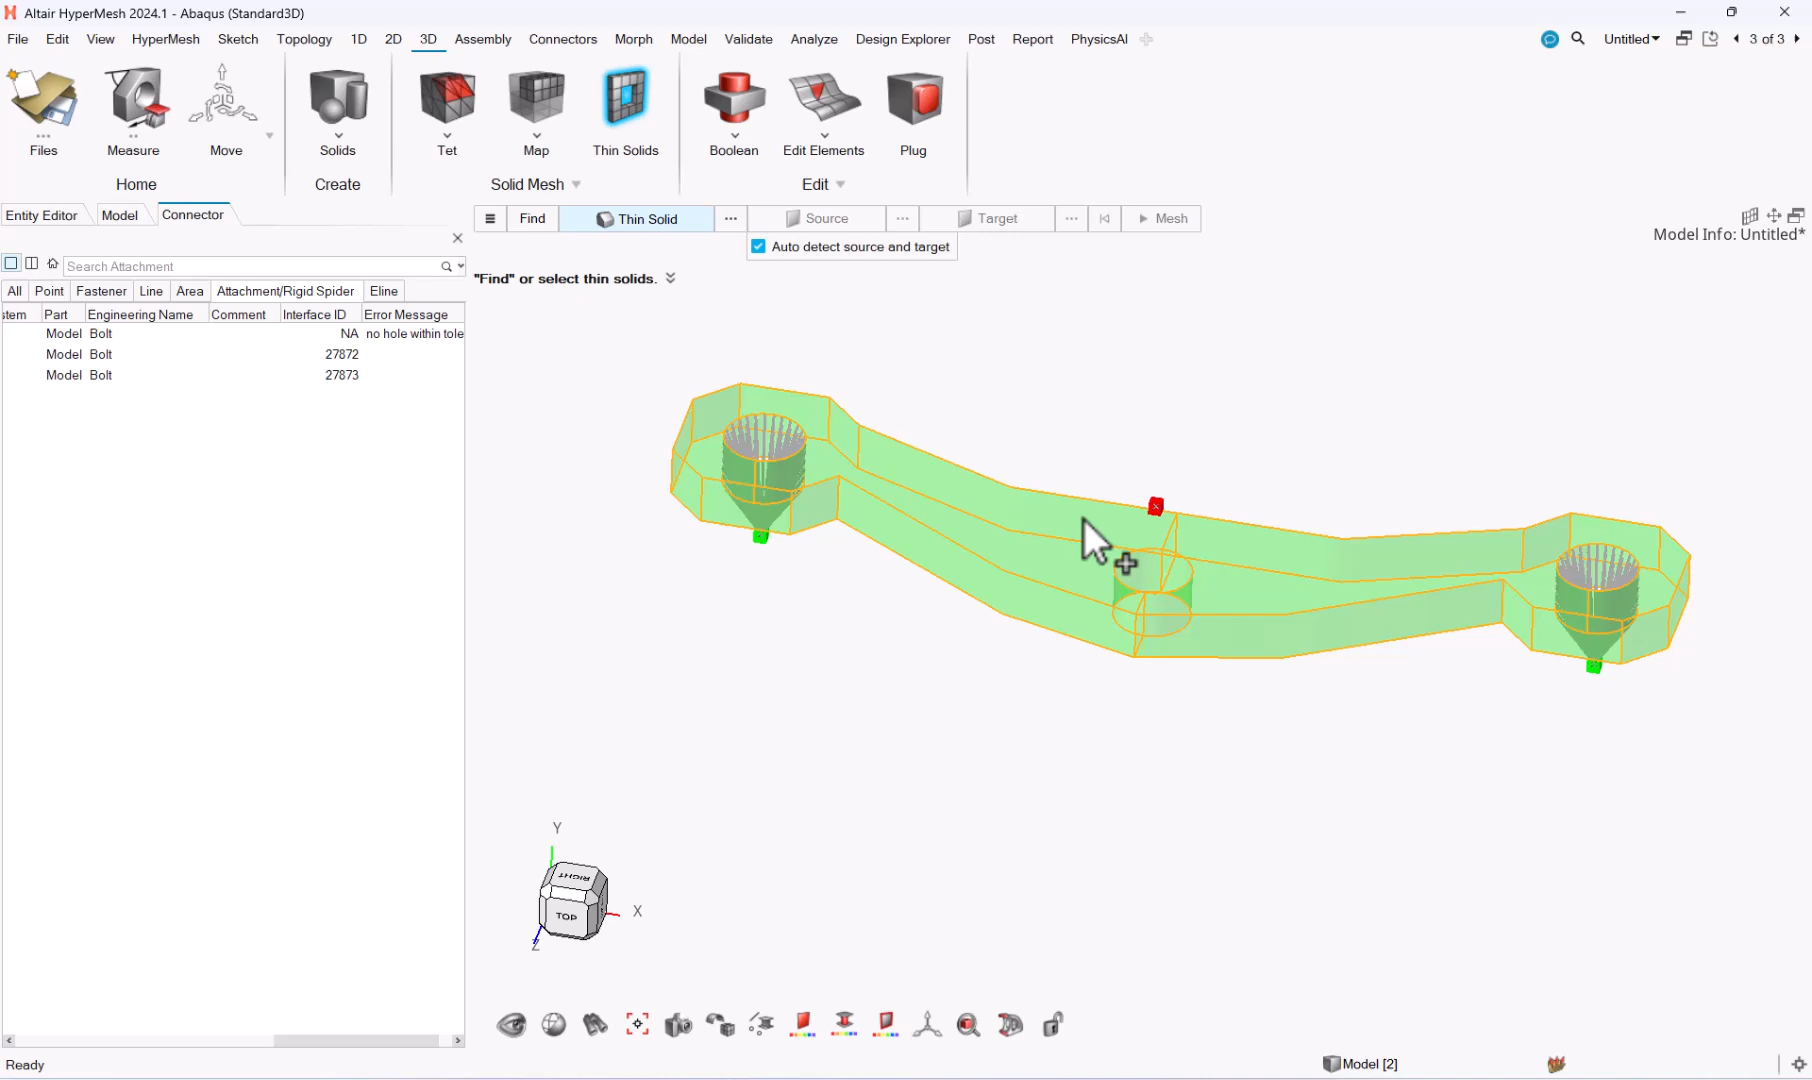 Altair HyperMesh 2024.1 - Abaqus (Standard3D)
File Edit View HyperMesh Sketch Topology 1D 2D 3D Assembly Connectors Morph Model Validate Analyze Design Explorer Post Report PhysicsAI Untitled 3 of 3
Files Measure Move Solids Tet Map Thin Solids Boolean Edit Elements Plug
Home Create Solid Mesh Edit
Entity Editor Model Connector
Find Thin Solid ... Source ... Target ... Mesh
Model Info: Untitled*
Auto detect source and target
Search Attachment
"Find" or select thin solids.
All Point Fastener Line Area Attachment/Rigid Spider Eline
stem Part Engineering Name Comment Interface ID Error Message
Model Bolt NA no hole within tole
Model Bolt 27872
Model Bolt 27873
Y
RIGHT
TOP
X
Z
Ready
Model [2]